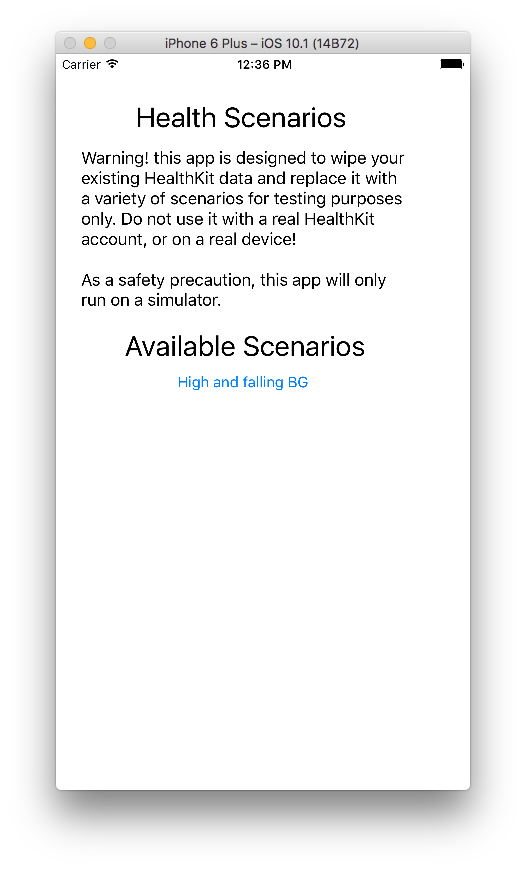 iPhone 6 Plus – iOS 10.1 (14B72)
Carrier 12:36 PM
Health Scenarios
Warning! this app is designed to wipe your
existing HealthKit data and replace it with
a variety of scenarios for testing purposes
only. Do not use it with a real HealthKit
account, or on a real device!
As a safety precaution, this app will only
run on a simulator.
Available Scenarios
High and falling BG